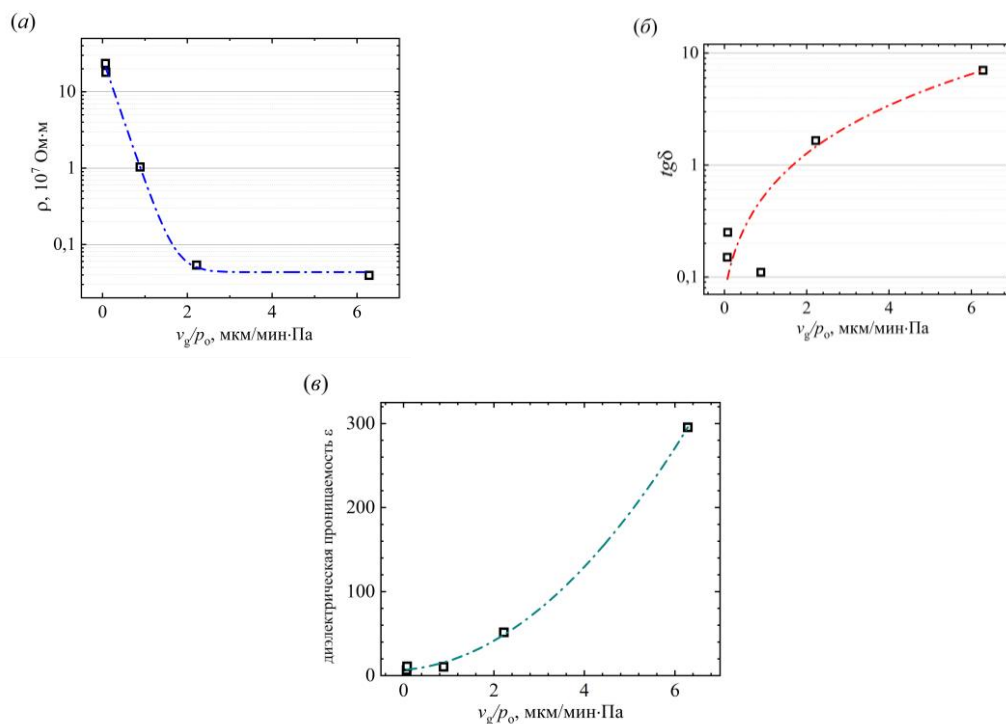 (а)
10
1
0,1
ρ, 10⁷ Ом·м
0
2
4
6
v_g/p_o, мкм/мин·Па
(б)
10
1
0,1
tgδ
0
2
4
6
v_g/p_o, мкм/мин·Па
(в)
300
200
100
0
диэлектрическая проницаемость ε
0
2
4
6
v_g/p_o, мкм/мин·Па